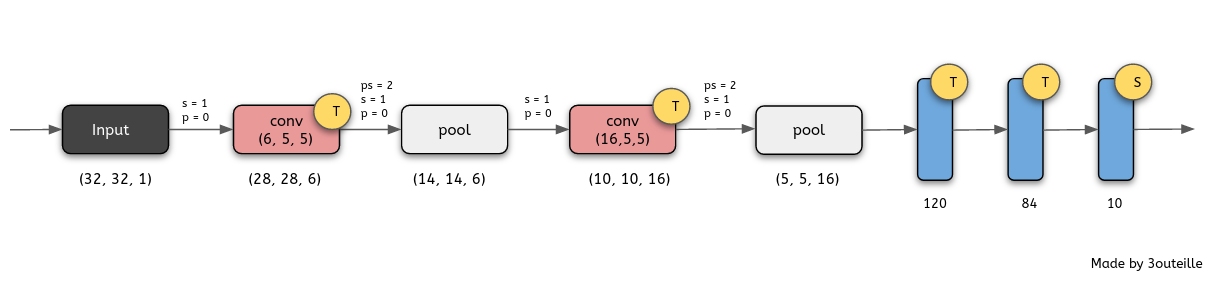 Input
(32, 32, 1)
s = 1
p = 0
conv
(6, 5, 5)
T
(28, 28, 6)
ps = 2
s = 1
p = 0
pool
(14, 14, 6)
s = 1
p = 0
conv
(16,5,5)
T
(10, 10, 16)
ps = 2
s = 1
p = 0
pool
(5, 5, 16)
T
120
T
84
S
10
Made by 3outeille